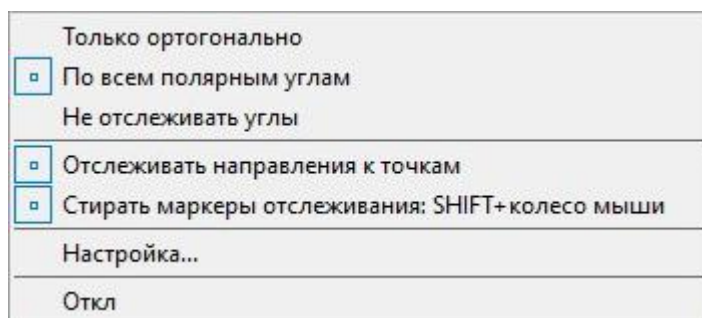 Только ортогонально
По всем полярным углам
Не отслеживать углы
Отслеживать направления к точкам
Стирать маркеры отслеживания: SHIFT+колесо мыши
Настройка...
Откл